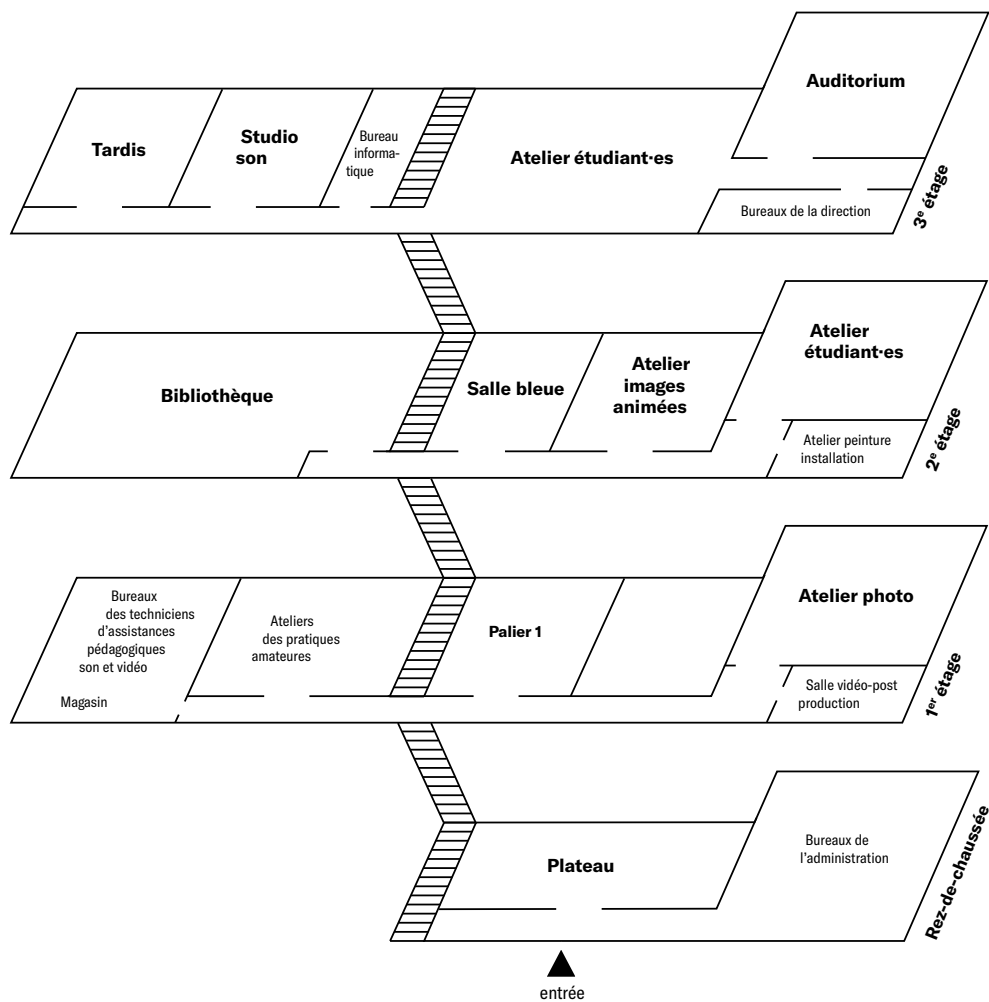 Auditorium
Tardis
Studio
son
Bureau
informa-
tique
Atelier étudiant·es
Bureaux de la direction
3e étage
Bibliothèque
Salle bleue
Atelier
images
animées
Atelier
étudiant·es
Atelier peinture
installation
2e étage
Bureaux
des techniciens
d'assistances
pédagogiques
son et vidéo
Magasin
Ateliers
des pratiques
amateures
Palier 1
Atelier photo
Salle vidéo-post
production
1er étage
Plateau
Bureaux de
l'administration
Rez-de-chaussée
entrée